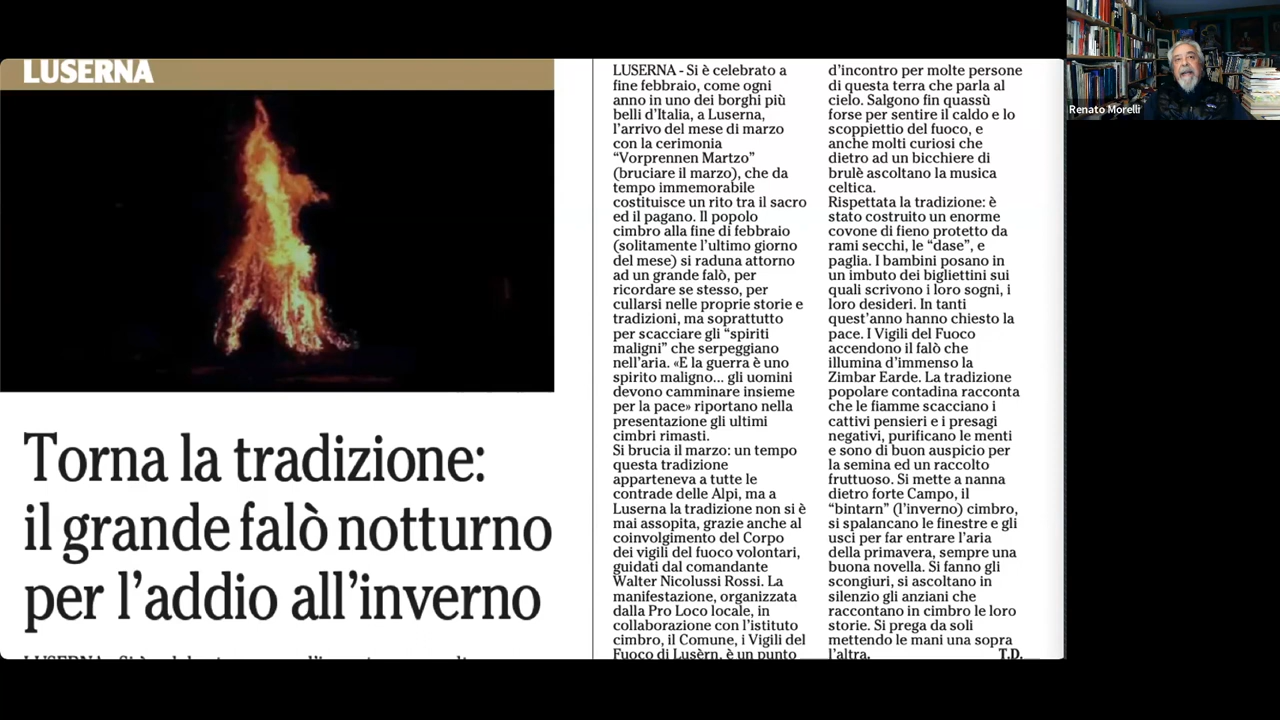 LUSERNA
Torna la tradizione:
il grande falò notturno
per l'addio all'inverno
LUSERNA - Si è celebrato a
fine febbraio, come ogni
anno in uno dei borghi più
belli d'Italia, a Luserna,
l'arrivo del mese di marzo
con la cerimonia
“Vorprennen Martzo”
(bruciare il marzo), che da
tempo immemorabile
costituisce un rito tra il sacro
ed il pagano. Il popolo
cimbro alla fine di febbraio
(solitamente l'ultimo giorno
del mese) si raduna attorno
ad un grande falò, per
ricordare se stesso, per
cullarsi nelle proprie storie e
tradizioni, ma soprattutto
per scacciare gli “spiriti
maligni” che serpeggiano
nell'aria. «E la guerra è uno
spirito maligno... gli uomini
devono camminare insieme
per la pace» riportano nella
presentazione gli ultimi
cimbri rimasti.
Si brucia il marzo: un tempo
questa tradizione
apparteneva a tutte le
contrade delle Alpi, ma a
Luserna la tradizione non si è
mai assopita, grazie anche al
coinvolgimento del Corpo
dei vigili del fuoco volontari,
guidati dal comandante
Walter Nicolussi Rossi. La
manifestazione, organizzata
dalla Pro Loco locale, in
collaborazione con l'istituto
cimbro, il Comune, i Vigili del
Fuoco di Lusèrn, è un punto
d'incontro per molte persone
di questa terra che parla al
cielo. Salgono fin quassù
forse per sentire il caldo e lo
scoppiettio del fuoco, e
anche molti curiosi che
dietro ad un bicchiere di
brulè ascoltano la musica
celtica.
Rispettata la tradizione: è
stato costruito un enorme
covone di fieno protetto da
rami secchi, le “dase”, e
paglia. I bambini posano in
un imbuto dei bigliettini sui
quali scrivono i loro sogni, i
loro desideri. In tanti
quest'anno hanno chiesto la
pace. I Vigili del Fuoco
accendono il falò che
illumina d'immenso la
Zimbar Earde. La tradizione
popolare contadina racconta
che le fiamme scacciano i
cattivi pensieri e i presagi
negativi, purificano le menti
e sono di buon auspicio per
la semina ed un raccolto
fruttuoso. Si mette a nanna
dietro forte Campo, il
“bintarn” (l'inverno) cimbro,
si spalancano le finestre e gli
usci per far entrare l'aria
della primavera, sempre una
buona novella. Si fanno gli
scongiuri, si ascoltano in
silenzio gli anziani che
raccontano in cimbro le loro
storie. Si prega da soli
mettendo le mani una sopra
l'altra. T.D.
Renato Morelli